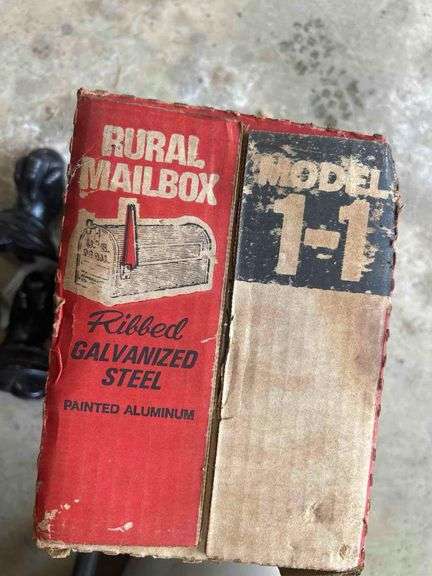 RURAL
MAILBOX
Ribbed
GALVANIZED
STEEL
PAINTED ALUMINUM
MODEL
1-1